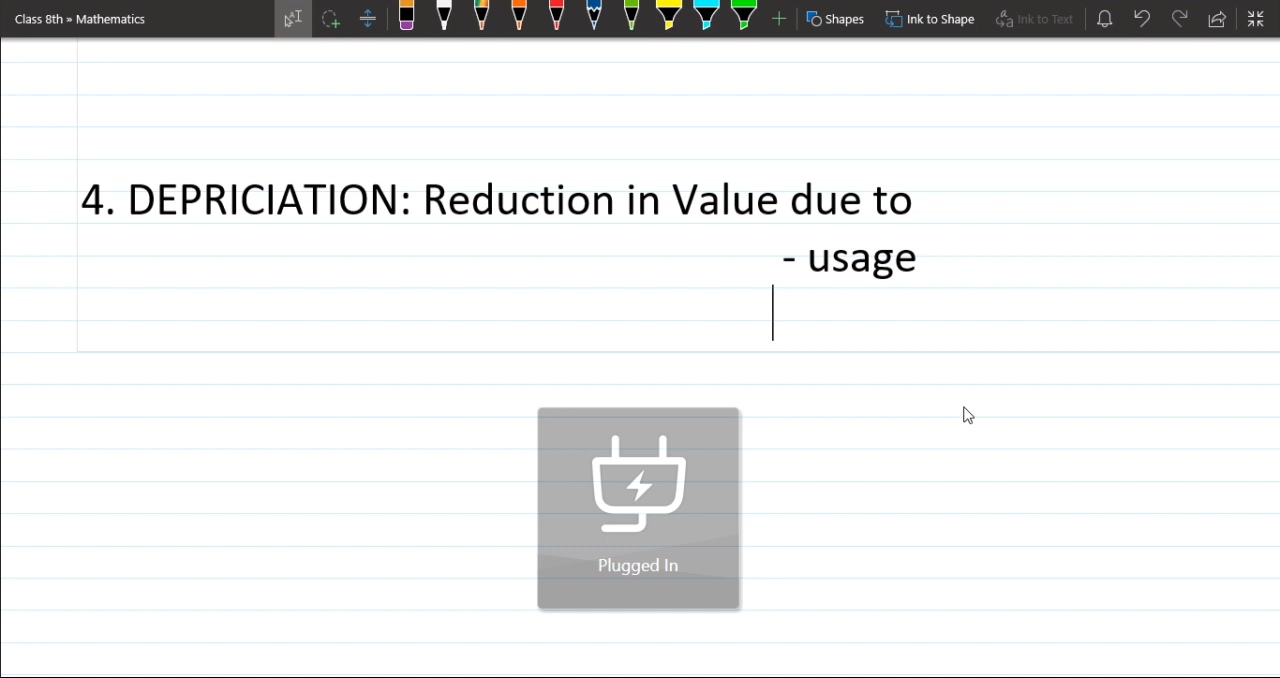 Class 8th » Mathematics
Shapes
Ink to Shape
Ink to Text
4. DEPRICIATION: Reduction in Value due to
- usage
Plugged In